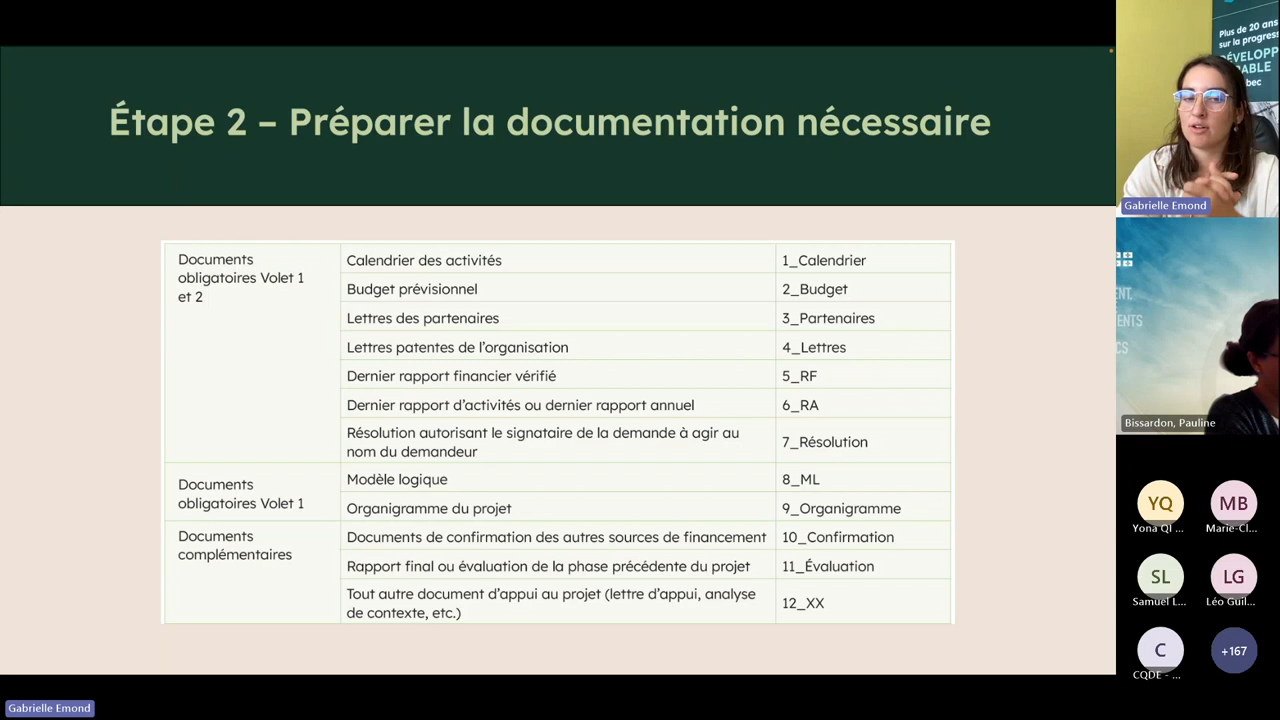 Étape 2 – Préparer la documentation nécessaire
Documents
obligatoires Volet 1
et 2
Calendrier des activités
1_Calendrier
Budget prévisionnel
2_Budget
Lettres des partenaires
3_Partenaires
Lettres patentes de l'organisation
4_Lettres
Dernier rapport financier vérifié
5_RF
Dernier rapport d'activités ou dernier rapport annuel
6_RA
Résolution autorisant le signataire de la demande à agir au
nom du demandeur
7_Résolution
Documents
obligatoires Volet 1
Modèle logique
8_ML
Organigramme du projet
9_Organigramme
Documents
complémentaires
Documents de confirmation des autres sources de financement
10_Confirmation
Rapport final ou évaluation de la phase précédente du projet
11_Évaluation
Tout autre document d'appui au projet (lettre d'appui, analyse
de contexte, etc.)
12_XX
Plus de 20 ans
sur la progress
DÉVELOPP
RABLE
bec
Gabrielle Emond
ENT,
EMENTS
CS
Bissardon, Pauline
YQ
Yona QI ...
MB
Marie-Cl...
SL
Samuel L...
LG
Léo Guil...
C
CQDE - ...
+167
Gabrielle Emond